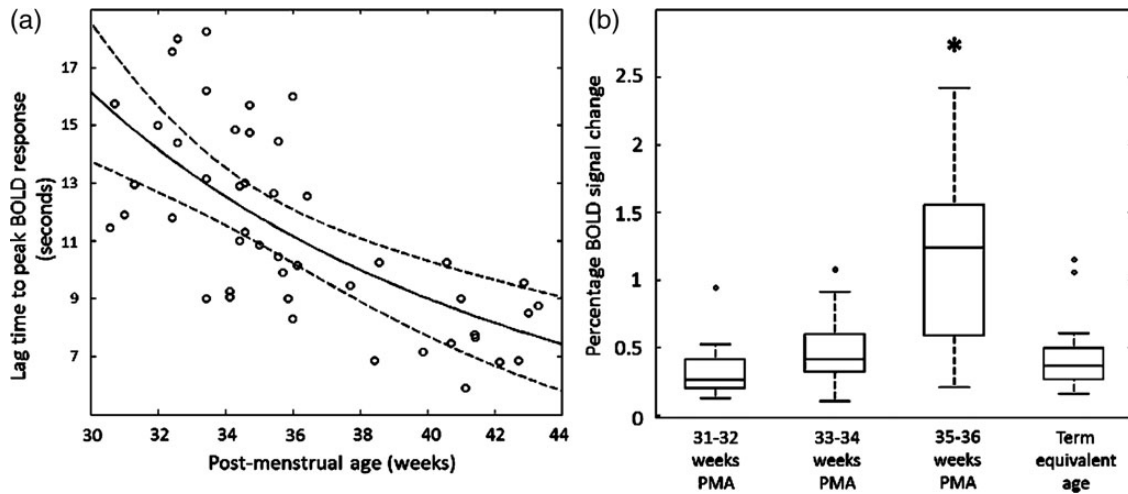 (a)
17
15
13
11
9
7
Lag time to peak BOLD response
(seconds)
30 32 34 36 38 40 42 44
Post-menstrual age (weeks)
(b)
*
2.5
2
1.5
1
0.5
0
Percentage BOLD signal change
31-32 33-34 35-36 Term
weeks weeks weeks equivalent
PMA PMA PMA age